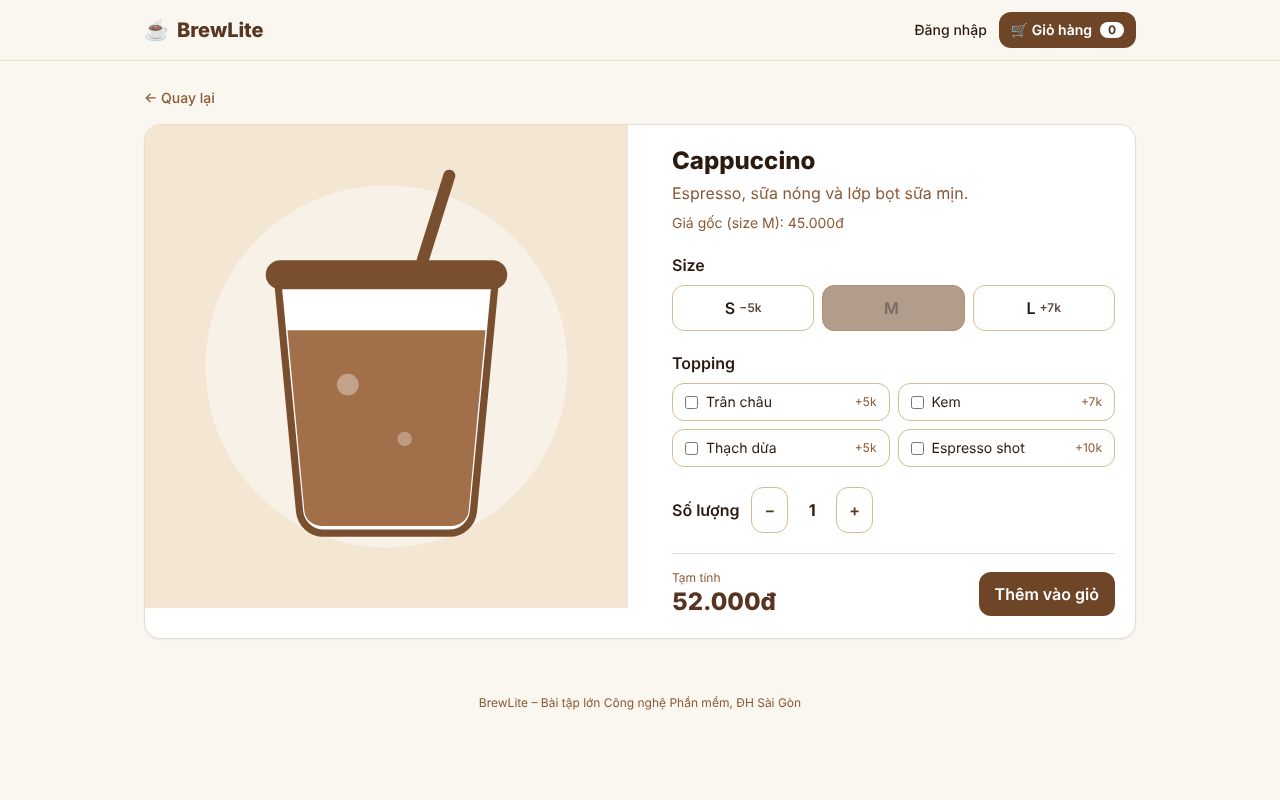 ☕ BrewLite
Đăng nhập
🛒 Giỏ hàng 0
← Quay lại
Cappuccino
Espresso, sữa nóng và lớp bọt sữa mịn.
Giá gốc (size M): 45.000đ
Size
S −5k
M
L +7k
Topping
Trân châu +5k
Kem +7k
Thạch dừa +5k
Espresso shot +10k
Số lượng − 1 +
Tạm tính
52.000đ
Thêm vào giỏ
BrewLite – Bài tập lớn Công nghệ Phần mềm, ĐH Sài Gòn